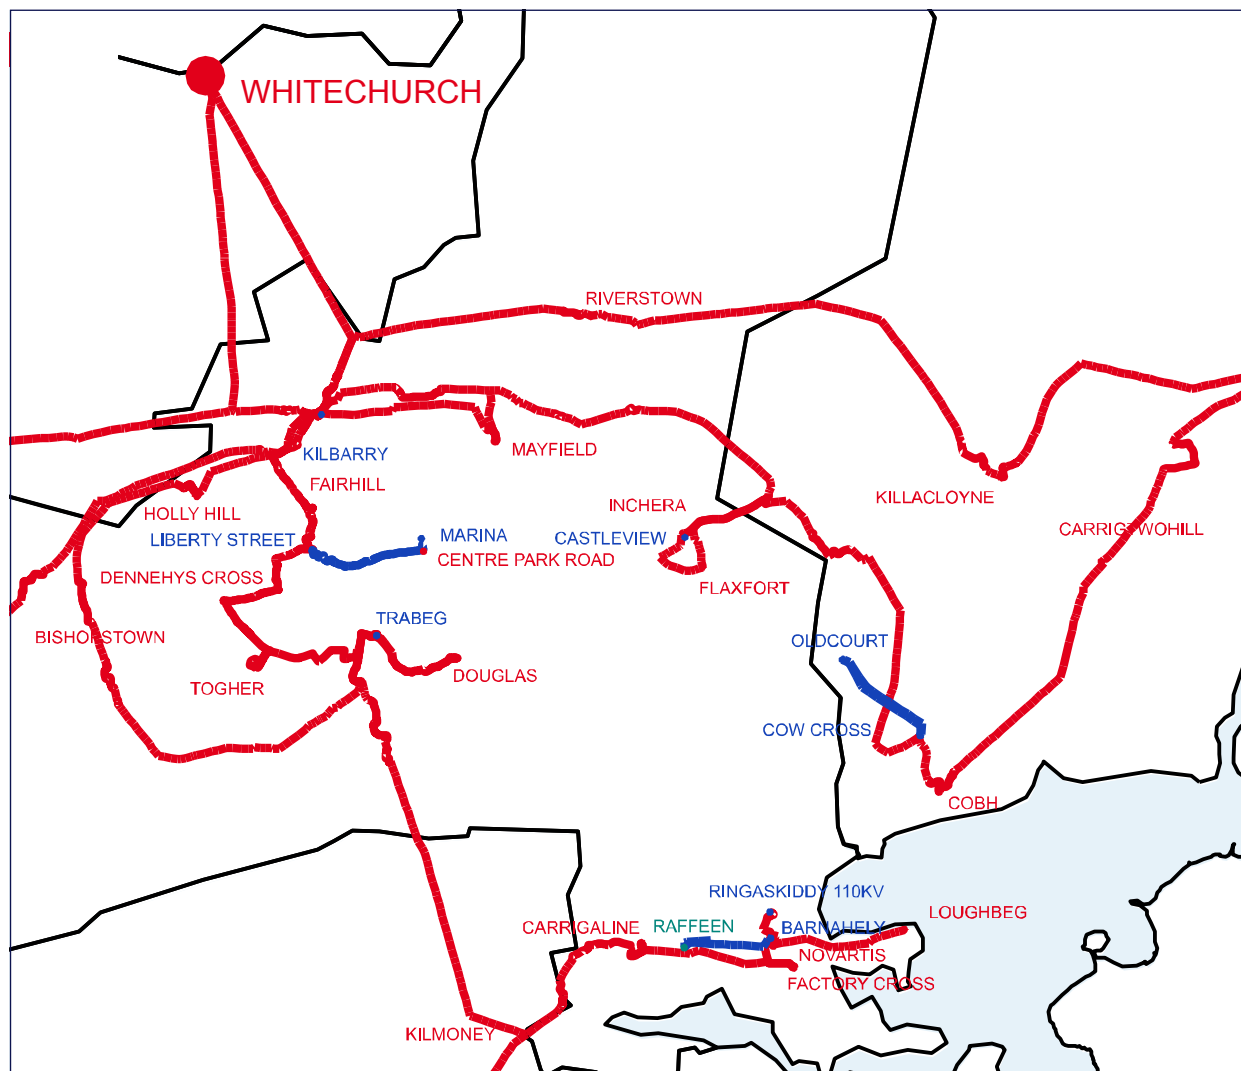 WHITECHURCH
RIVERSTOWN
MAYFIELD
KILBARRY
FAIRHILL
HOLLY HILL
LIBERTY STREET
MARINA
CENTRE PARK ROAD
DENNEHYS CROSS
INCHERA
CASTLEVIEW
FLAXFORT
KILLACLOYNE
CARRIGTWOHILL
TRABEG
BISHOPSTOWN
OLDCOURT
DOUGLAS
TOGHER
COW CROSS
COBH
RINGASKIDDY 110KV
LOUGHBEG
CARRIGALINE
RAFFEEN
BARNAHELY
NOVARTIS
FACTORY CROSS
KILMONEY